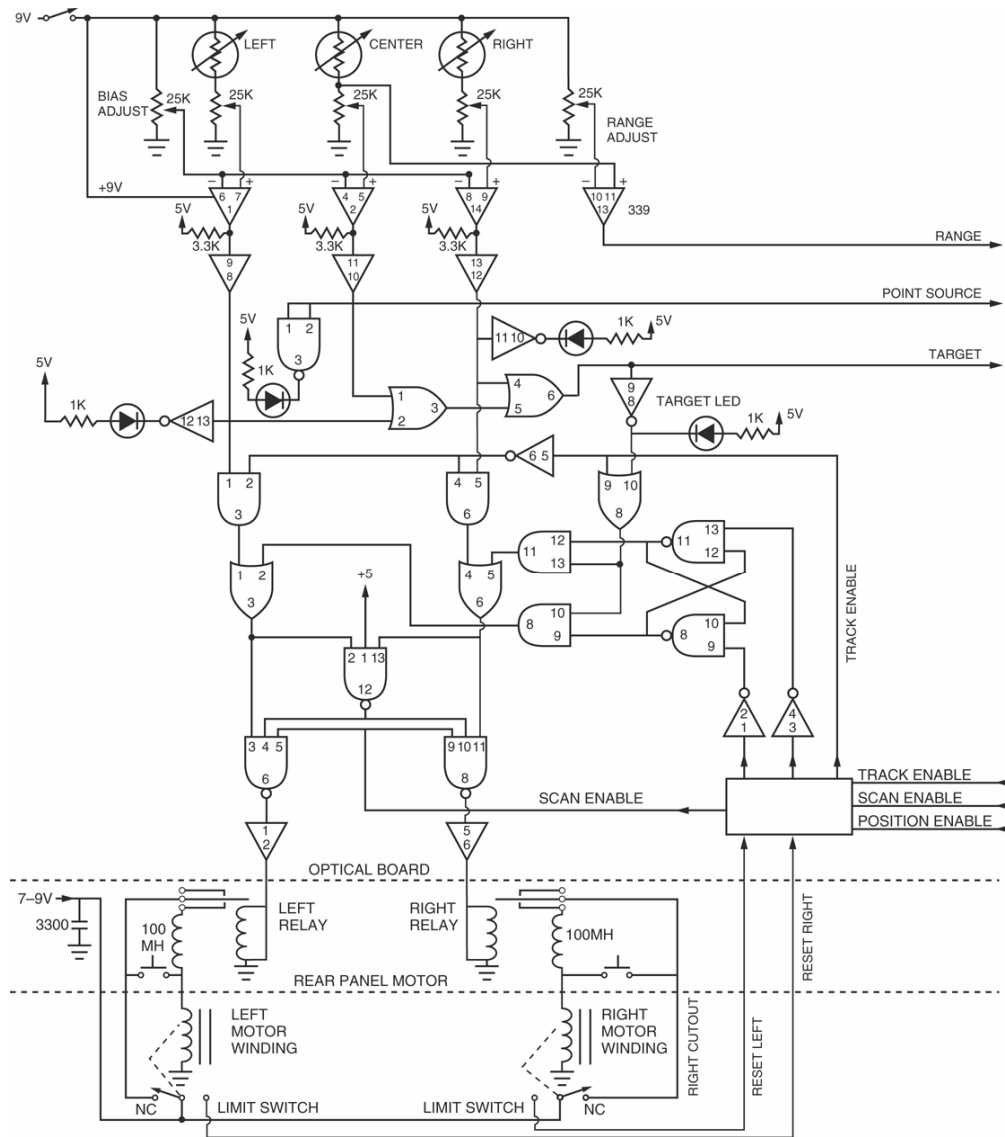 9V
LEFT
CENTER
RIGHT
BIAS
ADJUST
25K
25K
25K
25K
25K
RANGE
ADJUST
+9V
− +
− +
− +
− +
6 7
1
4 5
2
8 9
14
10 11
13
339
5V
3.3K
5V
3.3K
5V
3.3K
RANGE
9
8
11
10
13
12
POINT SOURCE
5V
1K
1 2
3
11 10
1K
5V
TARGET
5V
1K
12 13
1
2
3
4
5
6
9
8
TARGET LED
1K
5V
1 2
3
4 5
6
6 5
9 10
8
1 2
3
+5
4 5
6
11
12
13
8
10
9
11
13
12
8
10
9
TRACK ENABLE
2 1 13
12
2
1
4
3
3 4 5
6
9 10 11
8
SCAN ENABLE
TRACK ENABLE
SCAN ENABLE
POSITION ENABLE
1
2
5
6
OPTICAL BOARD
7–9V
3300
100
MH
LEFT
RELAY
RIGHT
RELAY
100MH
REAR PANEL MOTOR
LEFT
MOTOR
WINDING
RIGHT
MOTOR
WINDING
RIGHT CUTOUT
RESET LEFT
RESET RIGHT
NC
LIMIT SWITCH
LIMIT SWITCH
NC